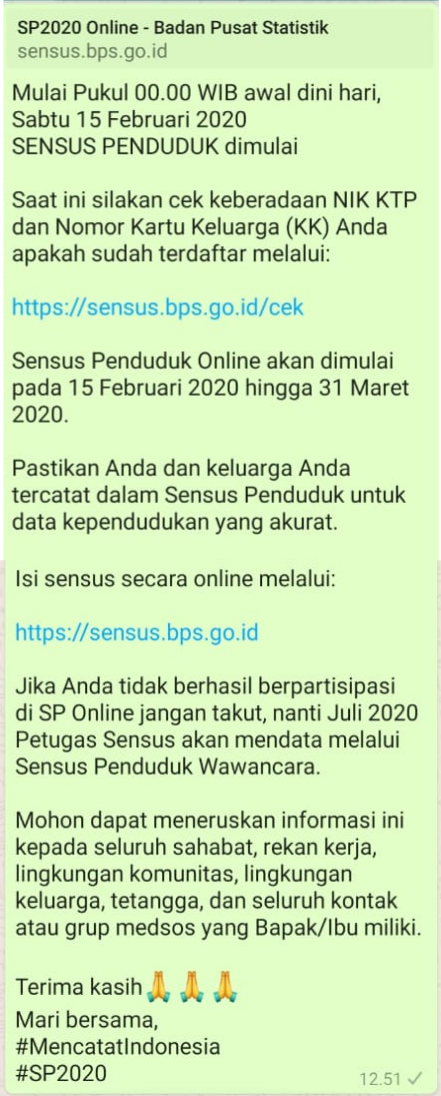 SP2020 Online - Badan Pusat Statistik
sensus.bps.go.id
Mulai Pukul 00.00 WIB awal dini hari,
Sabtu 15 Februari 2020
SENSUS PENDUDUK dimulai
Saat ini silakan cek keberadaan NIK KTP
dan Nomor Kartu Keluarga (KK) Anda
apakah sudah terdaftar melalui:
https://sensus.bps.go.id/cek
Sensus Penduduk Online akan dimulai
pada 15 Februari 2020 hingga 31 Maret
2020.
Pastikan Anda dan keluarga Anda
tercatat dalam Sensus Penduduk untuk
data kependudukan yang akurat.
Isi sensus secara online melalui:
https://sensus.bps.go.id
Jika Anda tidak berhasil berpartisipasi
di SP Online jangan takut, nanti Juli 2020
Petugas Sensus akan mendata melalui
Sensus Penduduk Wawancara.
Mohon dapat meneruskan informasi ini
kepada seluruh sahabat, rekan kerja,
lingkungan komunitas, lingkungan
keluarga, tetangga, dan seluruh kontak
atau grup medsos yang Bapak/Ibu miliki.
Terima kasih🙏 🙏 🙏
Mari bersama,
#MencatatIndonesia
#SP2020
12.51 ✓